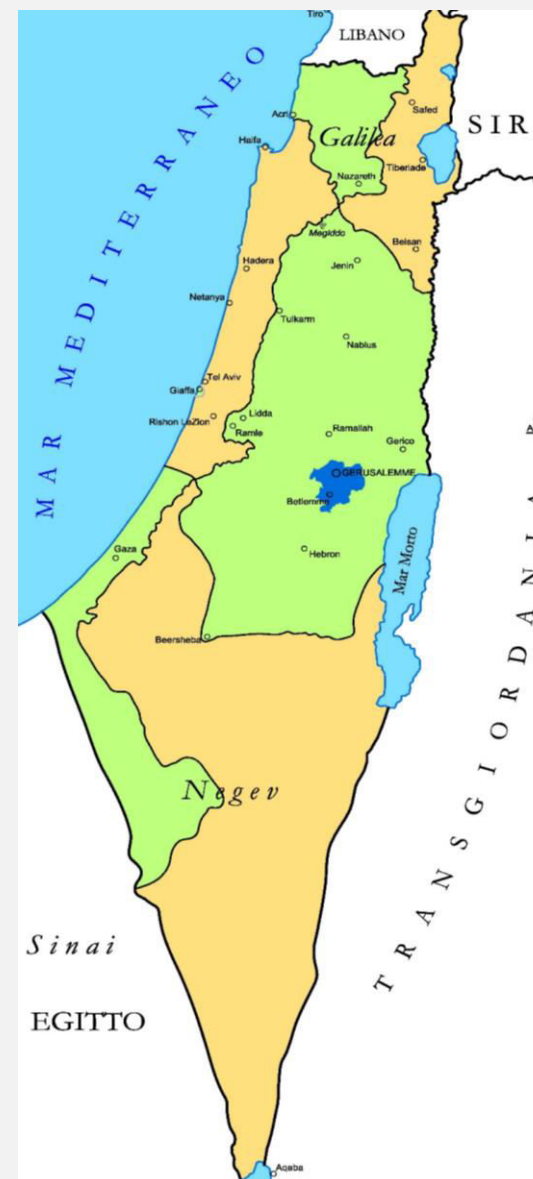 Tiro
LIBANO
MAR MEDITERRANEO
Acri
Safed
SIR
Haifa
Galilea
Tiberiade
Nazareth
Megiddo
Beisan
Jenin
Hadera
Netanya
Tulkarm
Nablus
Tel Aviv
Giaffa
Lidda
Rishon LeZion
Ramle
Ramallah
Gerico
GERUSALEMME
Betlemme
Gaza
Hebron
Mar Morto
Beersheba
TRANSGIORDANIA
Negev
Sinai
EGITTO
Aqaba